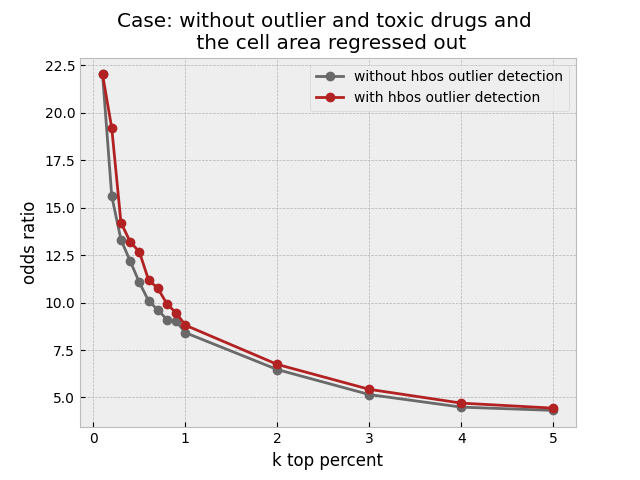 Case: without outlier and toxic drugs and
the cell area regressed out
without hbos outlier detection
with hbos outlier detection
odds ratio
22.5
20.0
17.5
15.0
12.5
10.0
7.5
5.0
0 1 2 3 4 5
k top percent